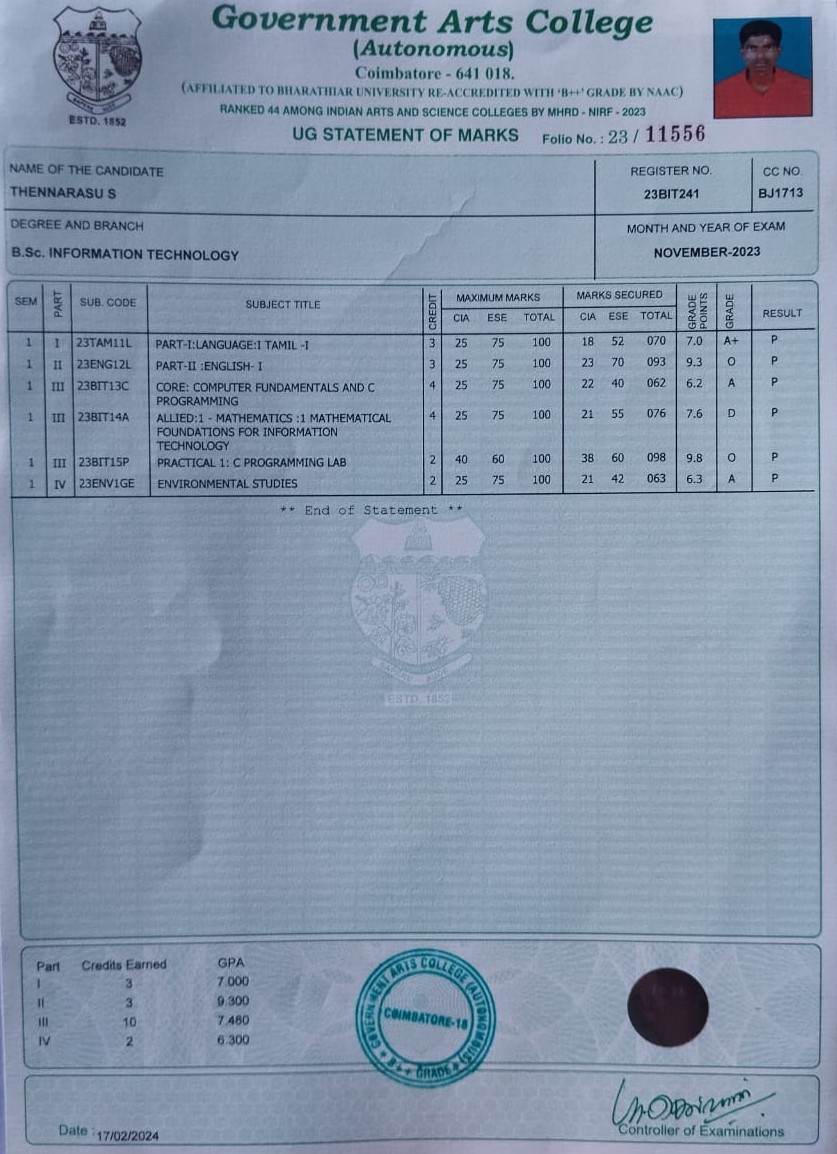 Government Arts College
(Autonomous)
Coimbatore - 641 018.
(AFFILIATED TO BHARATHIAR UNIVERSITY RE-ACCREDITED WITH 'B++' GRADE BY NAAC)
RANKED 44 AMONG INDIAN ARTS AND SCIENCE COLLEGES BY MHRD - NIRF - 2023
ESTD. 1852
UG STATEMENT OF MARKS Folio No. : 23 / 11556
NAME OF THE CANDIDATE REGISTER NO. CC NO.
THENNARASU S 23BIT241 BJ1713
DEGREE AND BRANCH MONTH AND YEAR OF EXAM
B.Sc. INFORMATION TECHNOLOGY NOVEMBER-2023
SEM PART SUB. CODE SUBJECT TITLE CREDIT MAXIMUM MARKS MARKS SECURED GRADE POINTS GRADE RESULT
CIA ESE TOTAL CIA ESE TOTAL
1 I 23TAM11L PART-I:LANGUAGE:I TAMIL -I 3 25 75 100 18 52 070 7.0 A+ P
1 II 23ENG12L PART-II :ENGLISH- I 3 25 75 100 23 70 093 9.3 O P
1 III 23BIT13C CORE: COMPUTER FUNDAMENTALS AND C 4 25 75 100 22 40 062 6.2 A P
PROGRAMMING
1 III 23BIT14A ALLIED:1 - MATHEMATICS :1 MATHEMATICAL 4 25 75 100 21 55 076 7.6 D P
FOUNDATIONS FOR INFORMATION
TECHNOLOGY
1 III 23BIT15P PRACTICAL 1: C PROGRAMMING LAB 2 40 60 100 38 60 098 9.8 O P
1 IV 23ENV1GE ENVIRONMENTAL STUDIES 2 25 75 100 21 42 063 6.3 A P
** End of Statement **
ESTD. 1852
Part Credits Earned GPA
I 3 7.000
II 3 9.300
III 10 7.480
IV 2 6.300
GOVERNMENT ARTS COLLEGE (AUTONOMOUS)
COIMBATORE-18
B++ GRADE
Date : 17/02/2024
Controller of Examinations